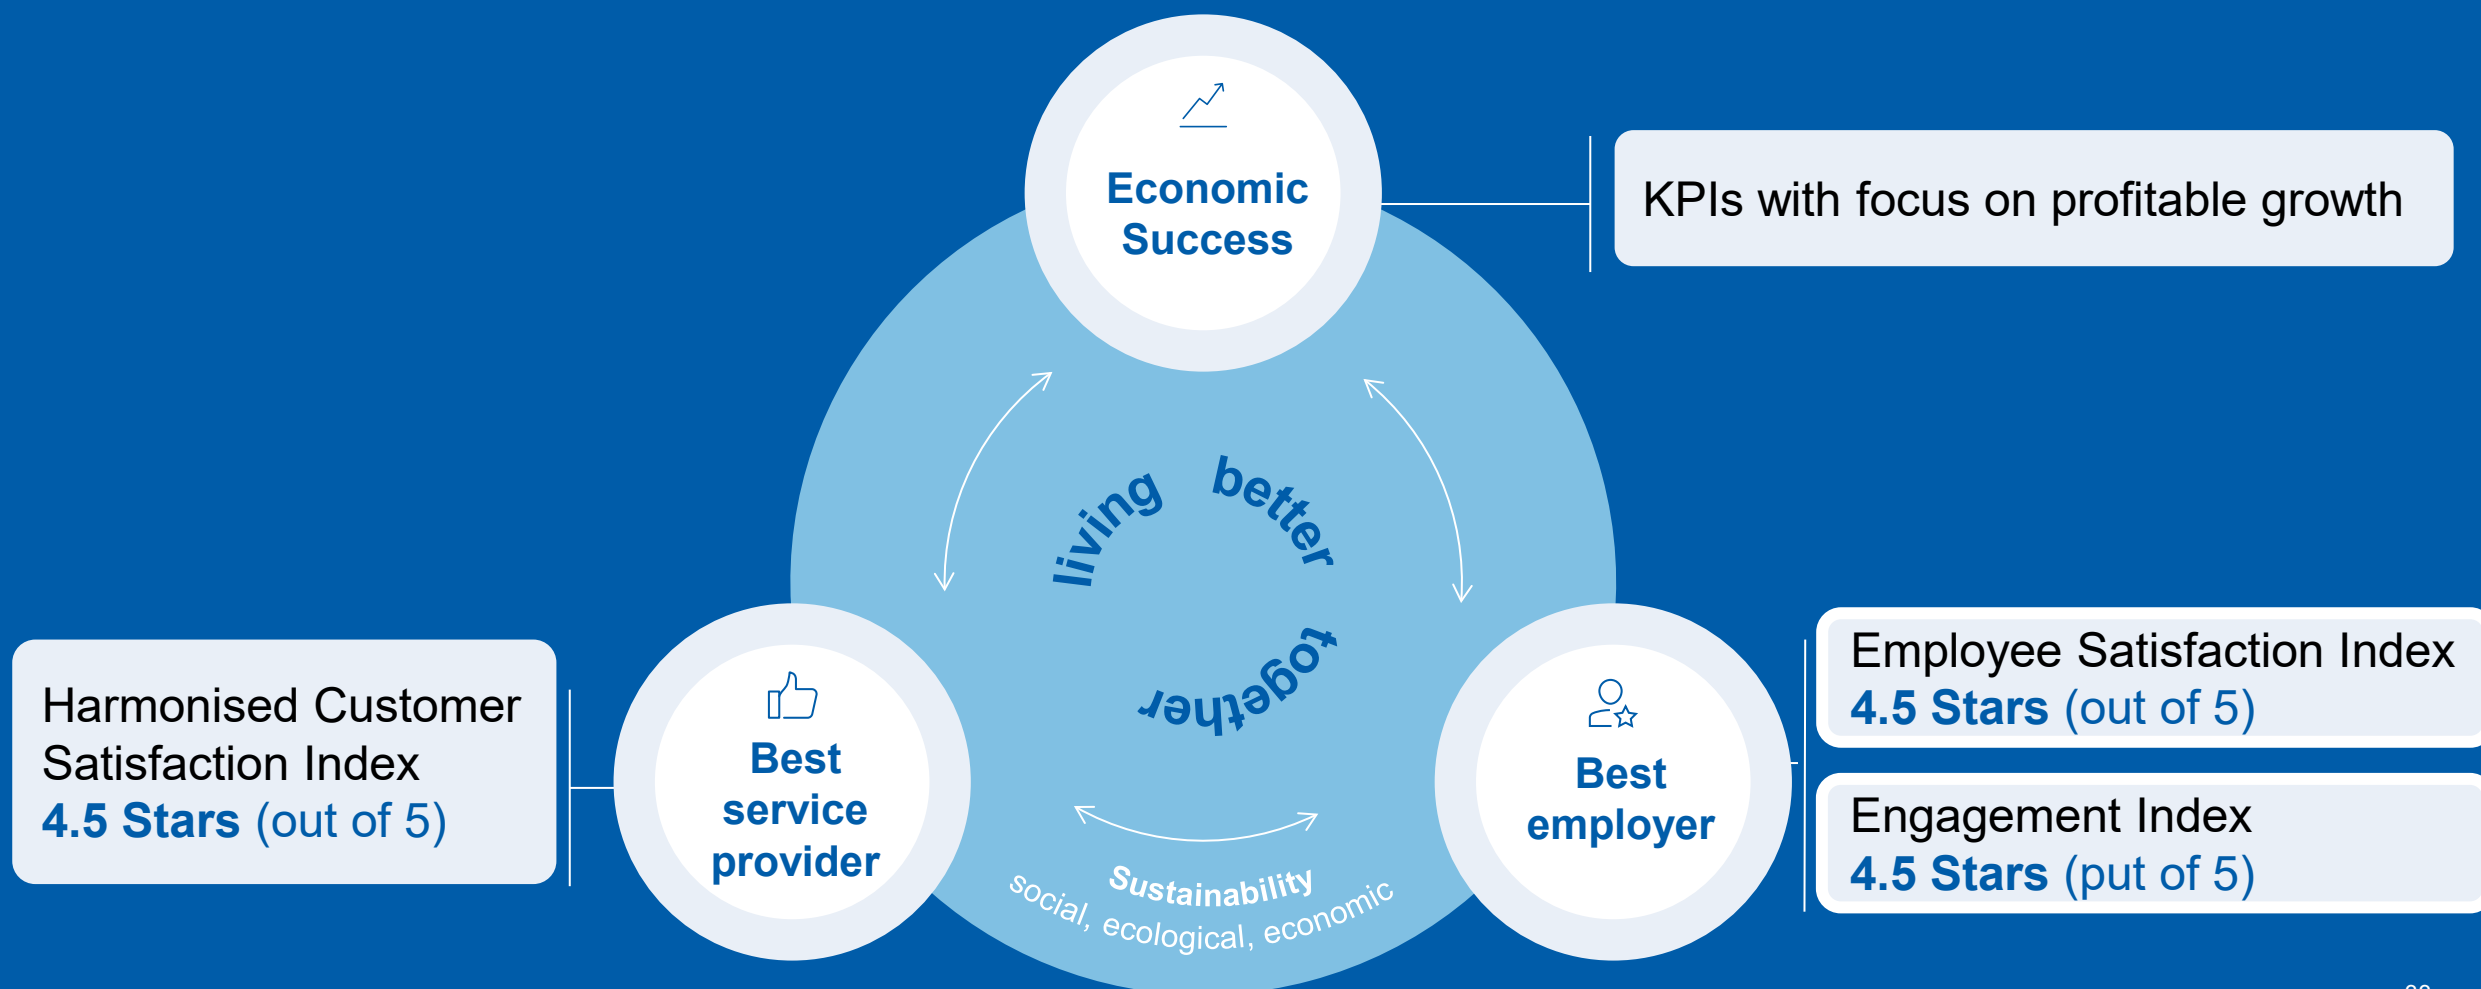 Economic
Success
KPIs with focus on profitable growth
living better
together
Harmonised Customer
Satisfaction Index
4.5 Stars (out of 5)
Best
service
provider
Best
employer
Employee Satisfaction Index
4.5 Stars (out of 5)
Engagement Index
4.5 Stars (put of 5)
Sustainability
social, ecological, economic